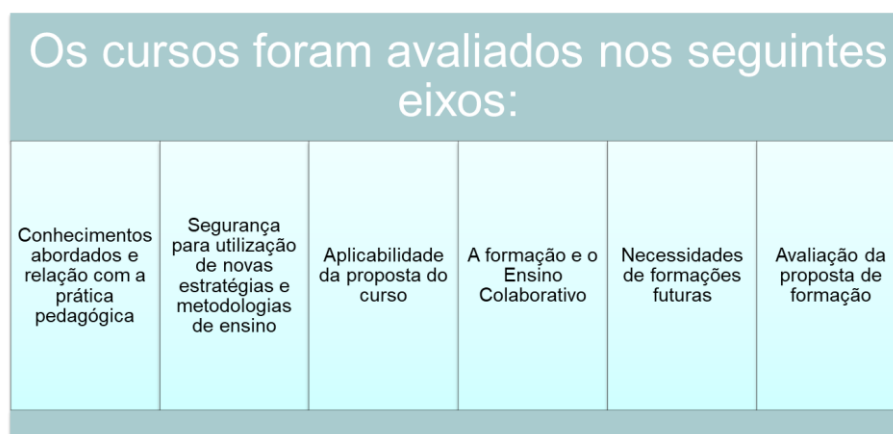 Os cursos foram avaliados nos seguintes
eixos:
Conhecimentos
abordados e
relação com a
prática
pedagógica
Segurança
para utilização
de novas
estratégias e
metodologias
de ensino
Aplicabilidade
da proposta do
curso
A formação e o
Ensino
Colaborativo
Necessidades
de formações
futuras
Avaliação da
proposta de
formação